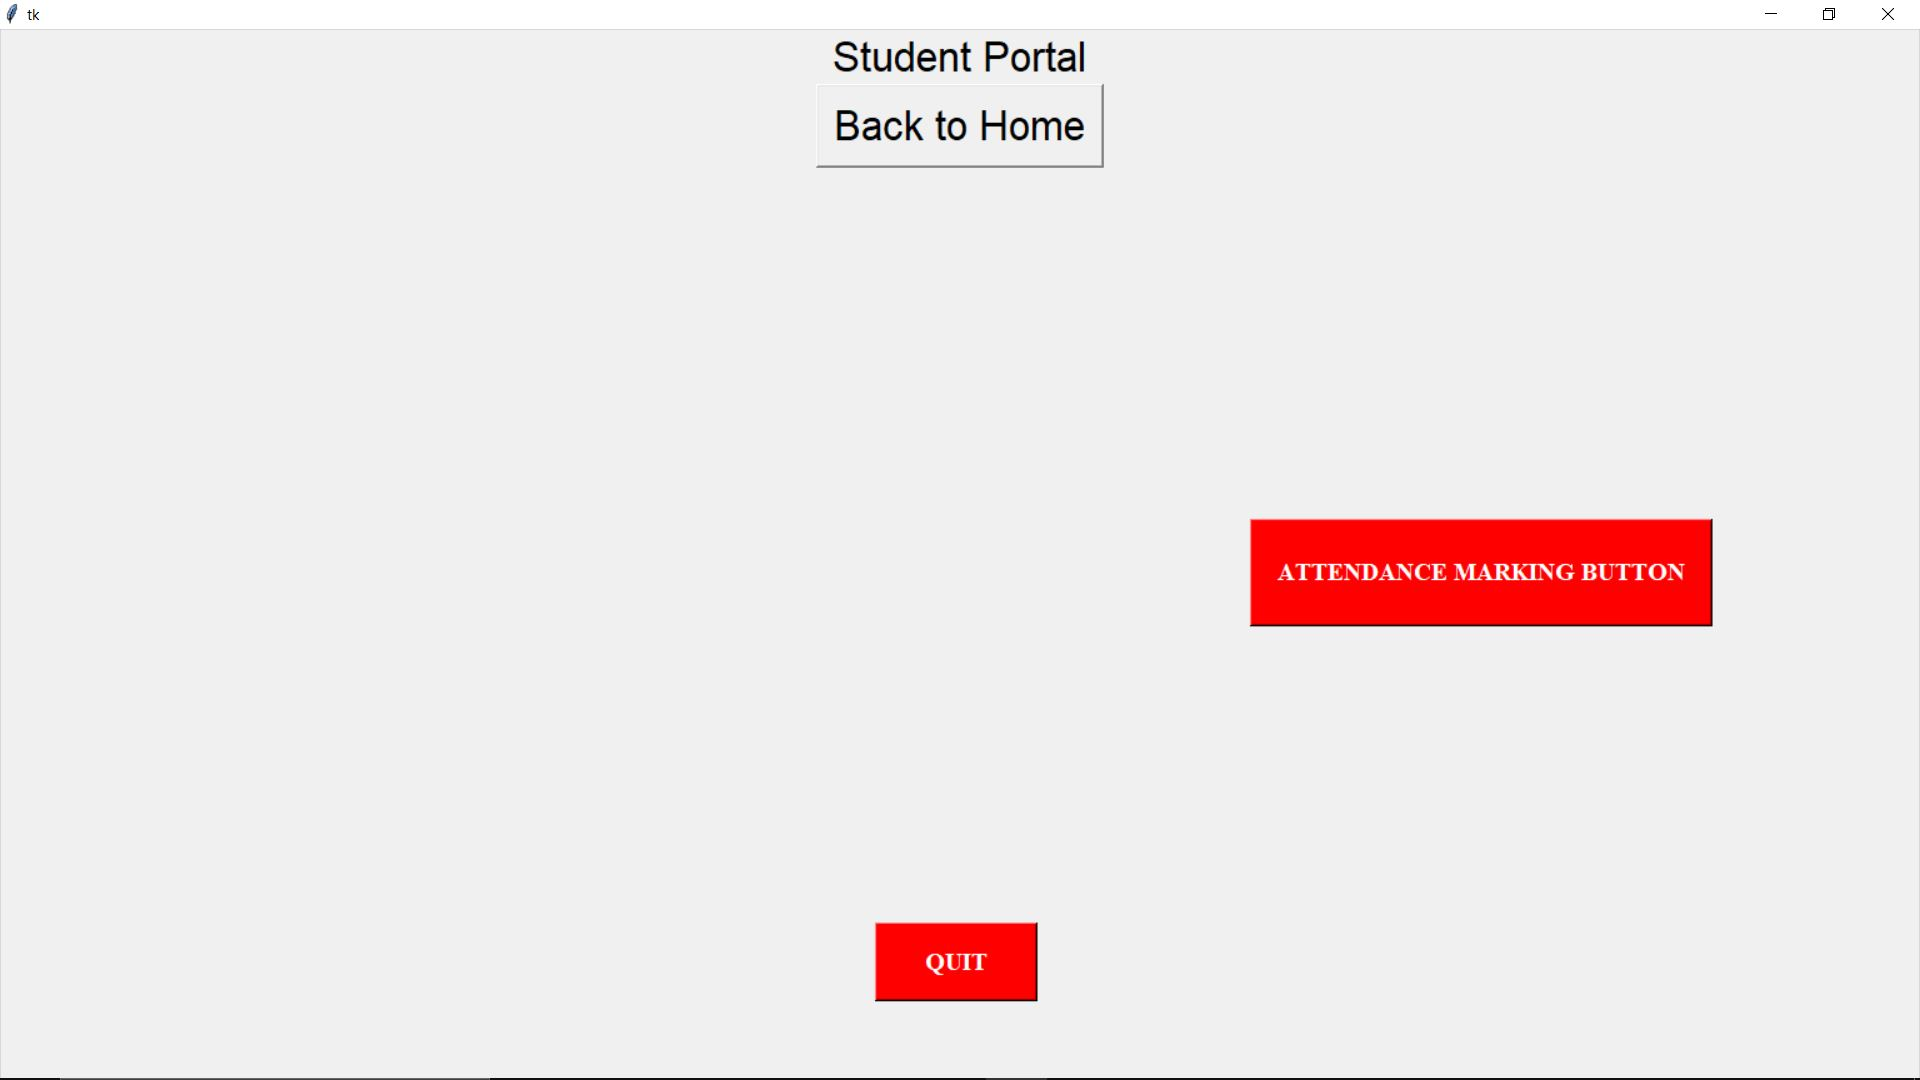 tk
Student Portal
Back to Home
ATTENDANCE MARKING BUTTON
QUIT